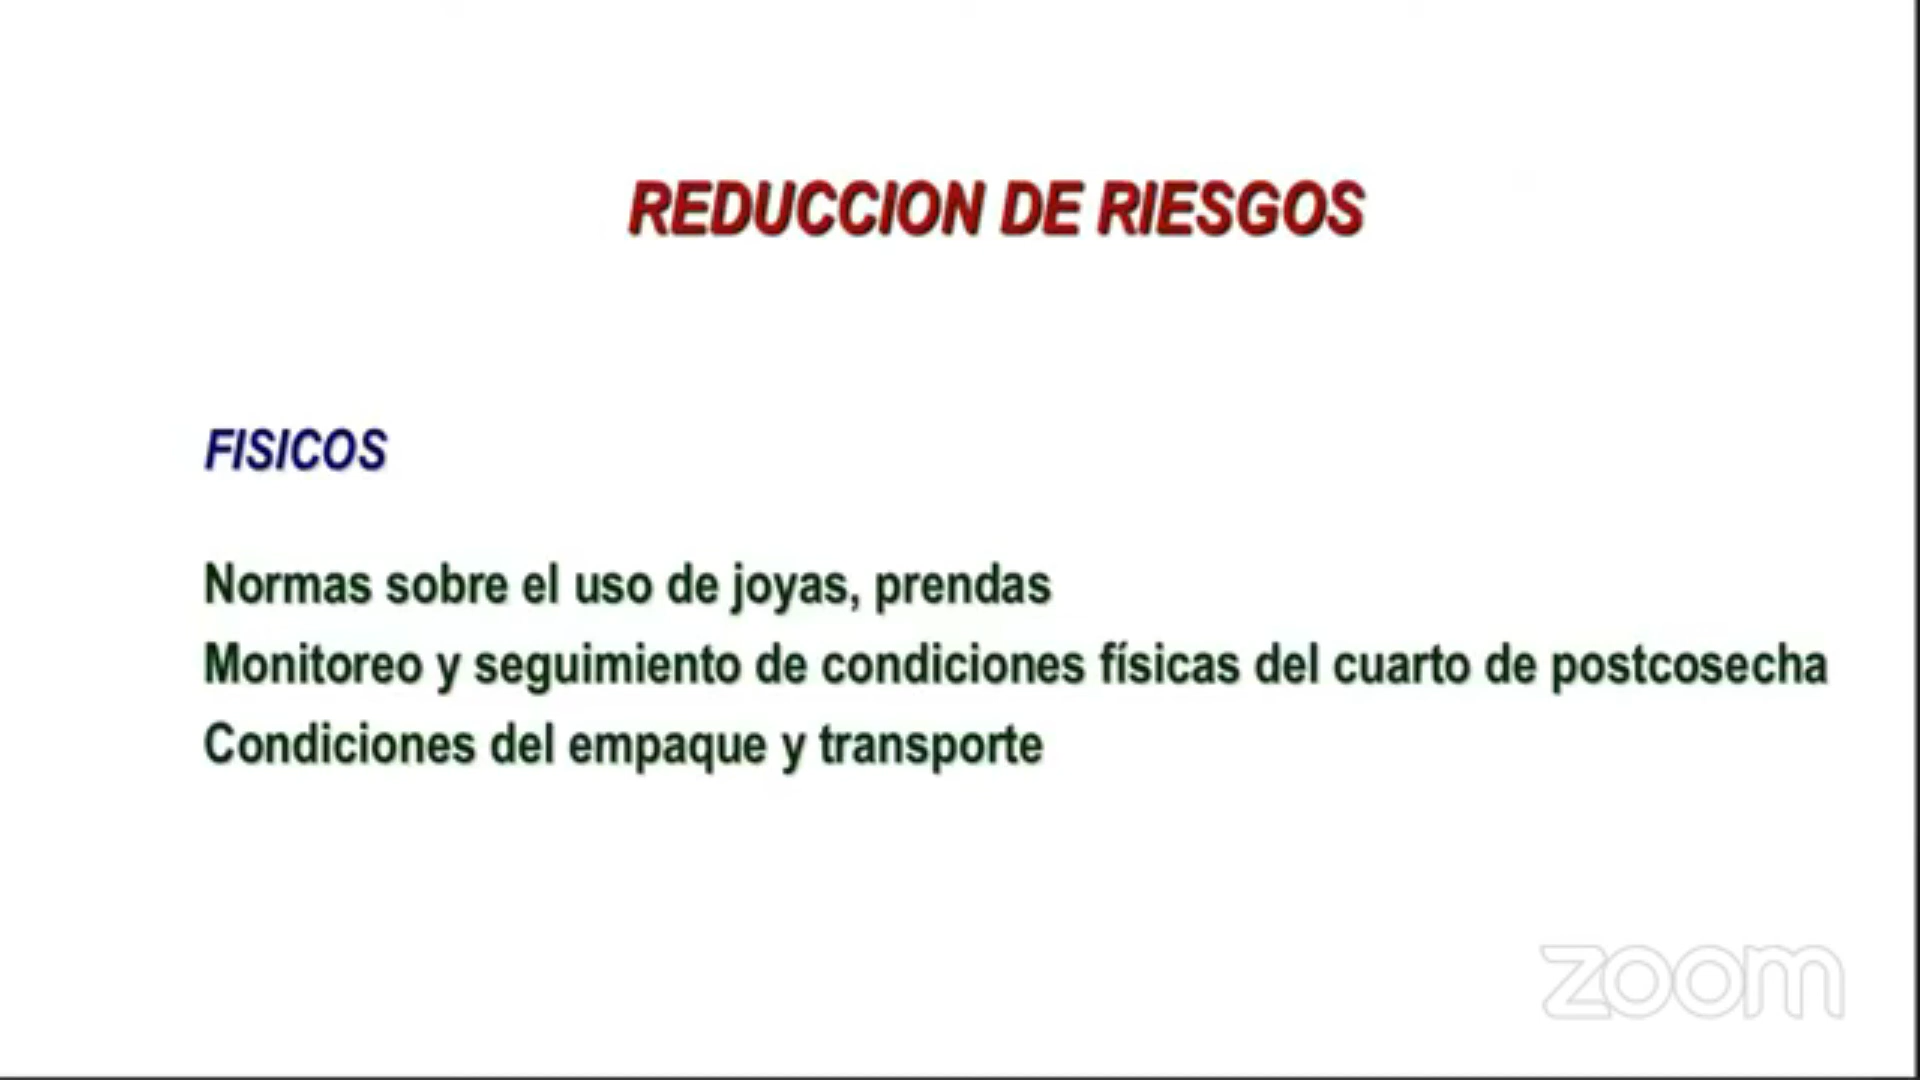 REDUCCION DE RIESGOS
FISICOS
Normas sobre el uso de joyas, prendas
Monitoreo y seguimiento de condiciones físicas del cuarto de postcosecha
Condiciones del empaque y transporte
zoom